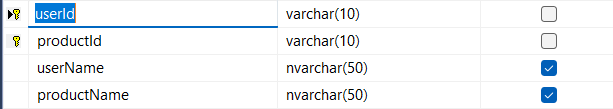 userId varchar(10)
productId varchar(10)
userName nvarchar(50)
productName nvarchar(50)